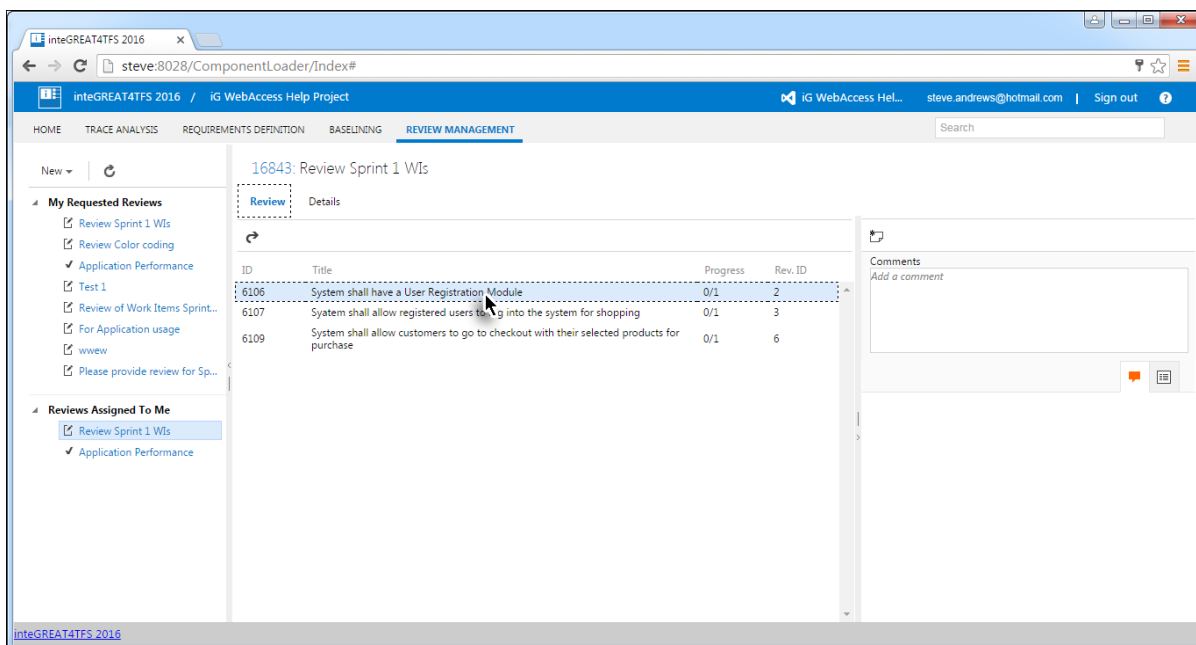 inteGREAT4TFS 2016
steve:8028/ComponentLoader/Index#
inteGREAT4TFS 2016 / iG WebAccess Help Project
iG WebAccess Hel... steve.andrews@hotmail.com | Sign out ?
HOME TRACE ANALYSIS REQUIREMENTS DEFINITION BASELINING REVIEW MANAGEMENT
Search
New
My Requested Reviews
Review Sprint 1 WIs
Review Color coding
Application Performance
Test 1
Review of Work Items Sprint...
For Application usage
wwew
Please provide review for Sp...
Reviews Assigned To Me
Review Sprint 1 WIs
Application Performance
16843: Review Sprint 1 WIs
Review Details
ID Title Progress Rev. ID
6106 System shall have a User Registration Module 0/1 2
6107 Syatem shall allow registered users to g into the system for shopping 0/1 3
6109 System shall allow customers to go to checkout with their selected products for 0/1 6
purchase
Comments
Add a comment
inteGREAT4TFS 2016